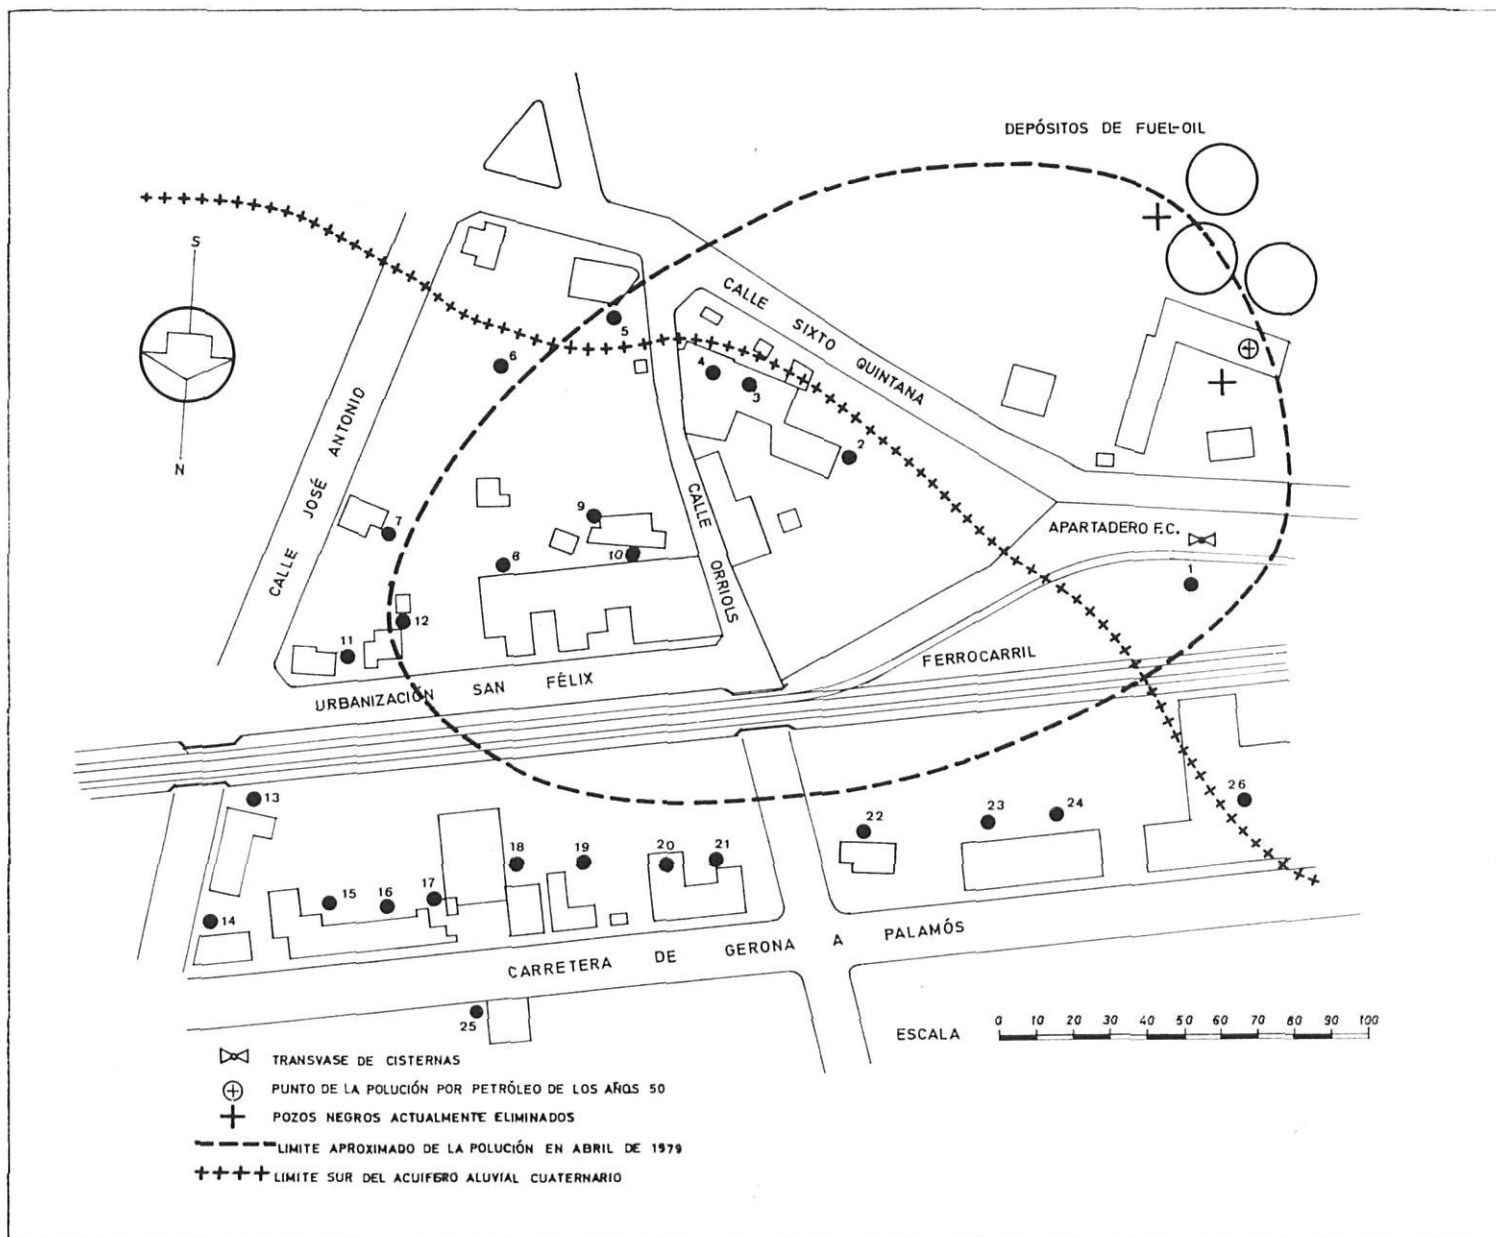 DEPÓSITOS DE FUEL-OIL
S
N
CALLE SIXTO QUINTANA
CALLE JOSÉ ANTONIO
CALLE ORRIOLS
APARTADERO F.C.
FERROCARRIL
URBANIZACIÓN SAN FÉLIX
CARRETERA DE GERONA A PALAMÓS
5
6
4
3
2
7
9
8
10
1
12
11
13
26
22
23
24
18
19
20
21
15
16
17
14
25
ESCALA
0 10 20 30 40 50 60 70 80 90 100
TRANSVASE DE CISTERNAS
PUNTO DE LA POLUCIÓN POR PETRÓLEO DE LOS AÑOS 50
POZOS NEGROS ACTUALMENTE ELIMINADOS
LIMITE APROXIMADO DE LA POLUCIÓN EN ABRIL DE 1979
LIMITE SUR DEL ACUIFERO ALUVIAL CUATERNARIO